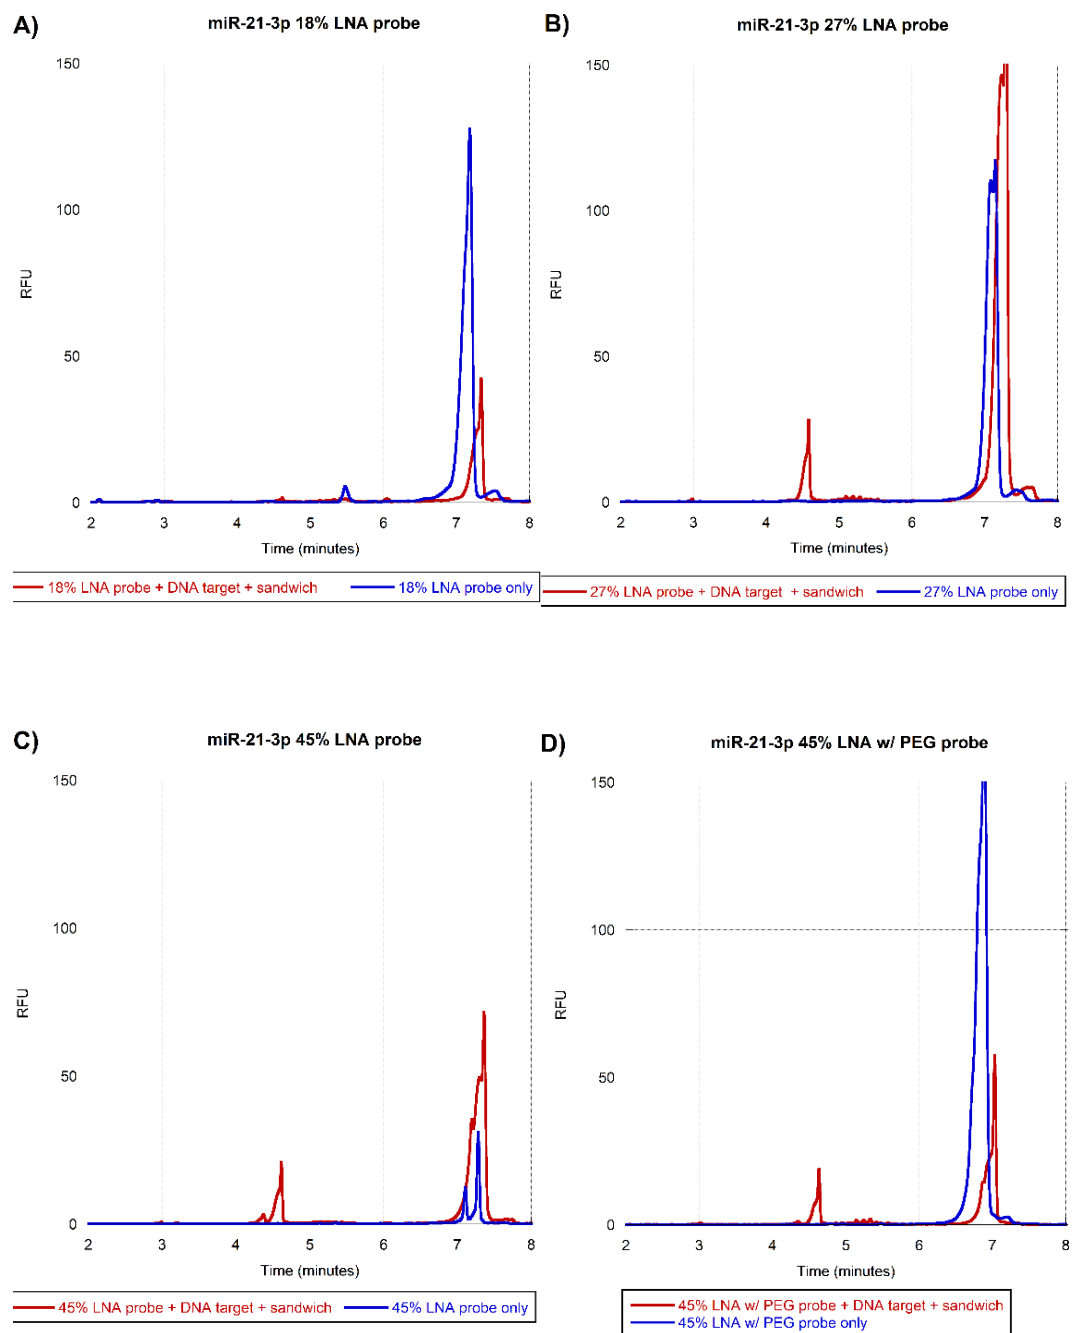 A)
miR-21-3p 18% LNA probe
150
100
50
0
RFU
2 3 4 5 6 7 8
Time (minutes)
18% LNA probe + DNA target + sandwich 18% LNA probe only
B)
miR-21-3p 27% LNA probe
150
100
50
0
RFU
2 3 4 5 6 7 8
Time (minutes)
27% LNA probe + DNA target + sandwich 27% LNA probe only
C)
miR-21-3p 45% LNA probe
150
100
50
0
RFU
2 3 4 5 6 7 8
Time (minutes)
45% LNA probe + DNA target + sandwich 45% LNA probe only
D)
miR-21-3p 45% LNA w/ PEG probe
150
100
50
0
RFU
2 3 4 5 6 7 8
Time (minutes)
45% LNA w/ PEG probe + DNA target + sandwich
45% LNA w/ PEG probe only